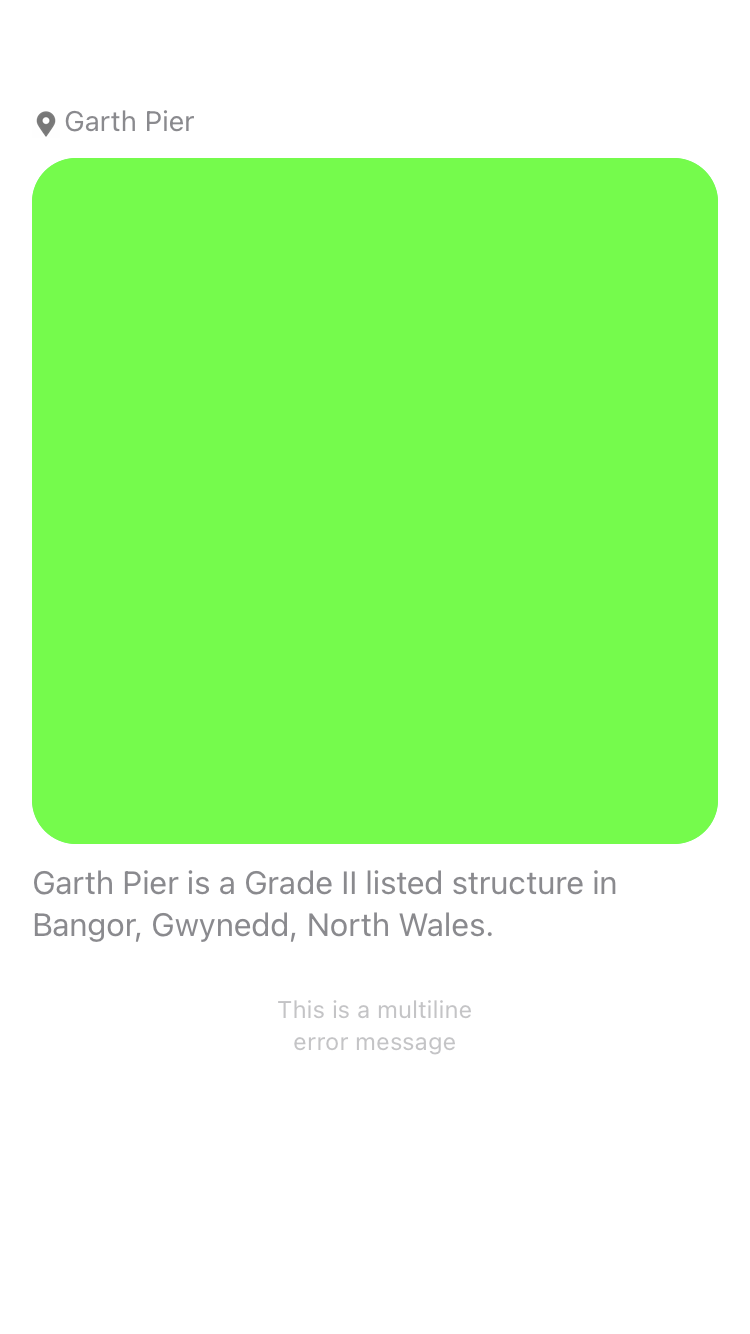 Garth Pier
Garth Pier is a Grade II listed structure in
Bangor, Gwynedd, North Wales.
This is a multiline
error message